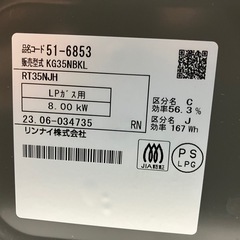 品名コード 51-6853
販売型式 KG35NBKL
RT35NJH
LPガス用
8.00 kW
区分名 C
効率56.3 %
区分名 J
効率 167 Wh
23.06-034735 RN
リンナイ株式会社
JIA認証
PS
LPG